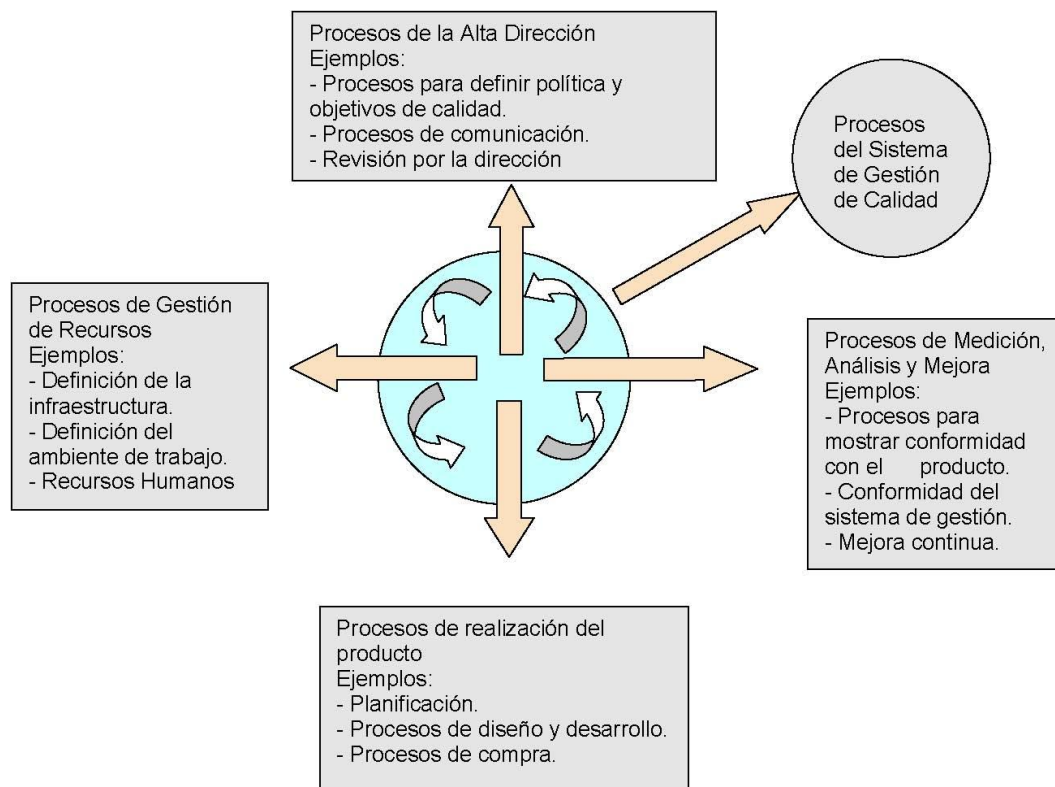 Procesos de la Alta Dirección
Ejemplos:
- Procesos para definir política y
objetivos de calidad.
- Procesos de comunicación.
- Revisión por la dirección
Procesos
del Sistema
de Gestión
de Calidad
Procesos de Gestión
de Recursos
Ejemplos:
- Definición de la
infraestructura.
- Definición del
ambiente de trabajo.
- Recursos Humanos
Procesos de Medición,
Análisis y Mejora
Ejemplos:
- Procesos para
mostrar conformidad
con el producto.
- Conformidad del
sistema de gestión.
- Mejora continua.
Procesos de realización del
producto
Ejemplos:
- Planificación.
- Procesos de diseño y desarrollo.
- Procesos de compra.